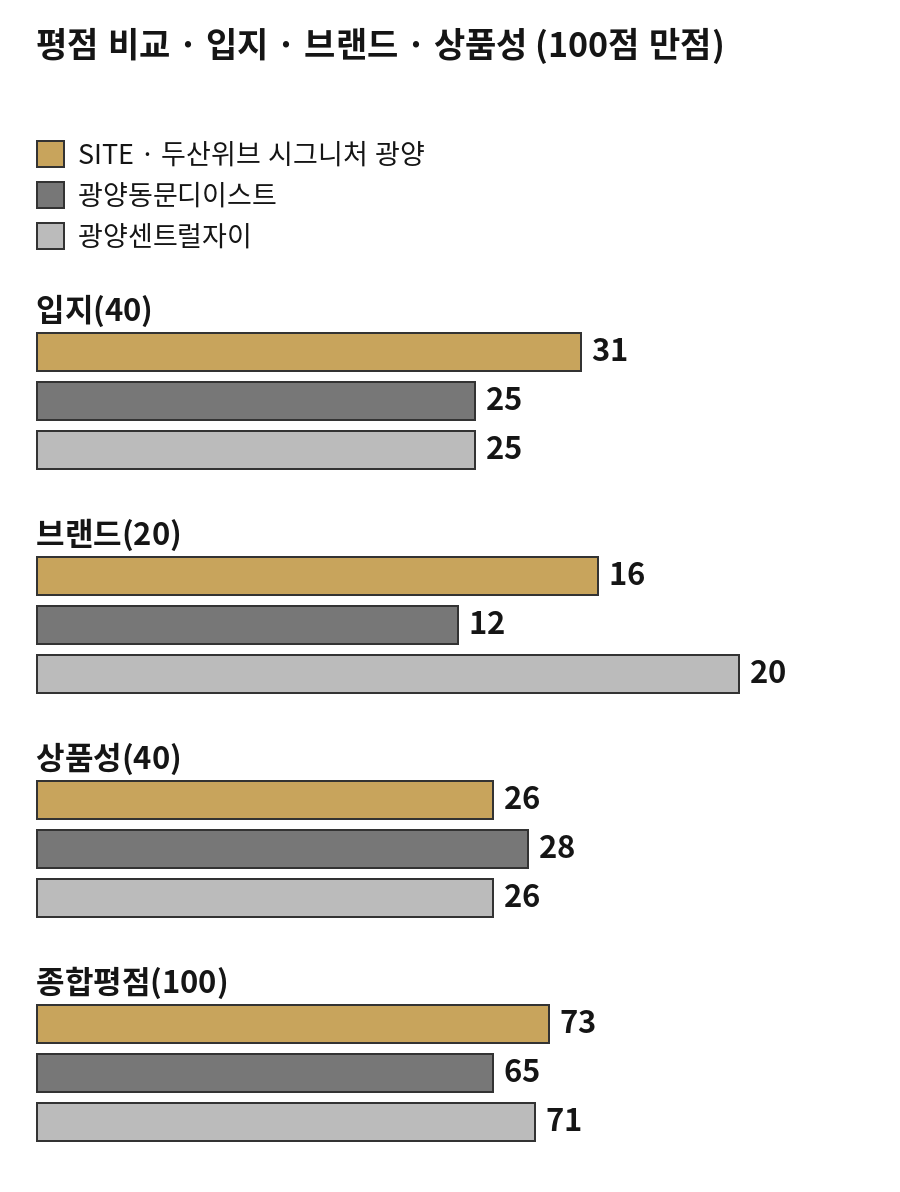 평점 비교 · 입지 · 브랜드 · 상품성 (100점 만점)
SITE · 두산위브 시그니처 광양
광양동문디이스트
광양센트럴자이
입지(40)
31
25
25
브랜드(20)
16
12
20
상품성(40)
26
28
26
종합평점(100)
73
65
71